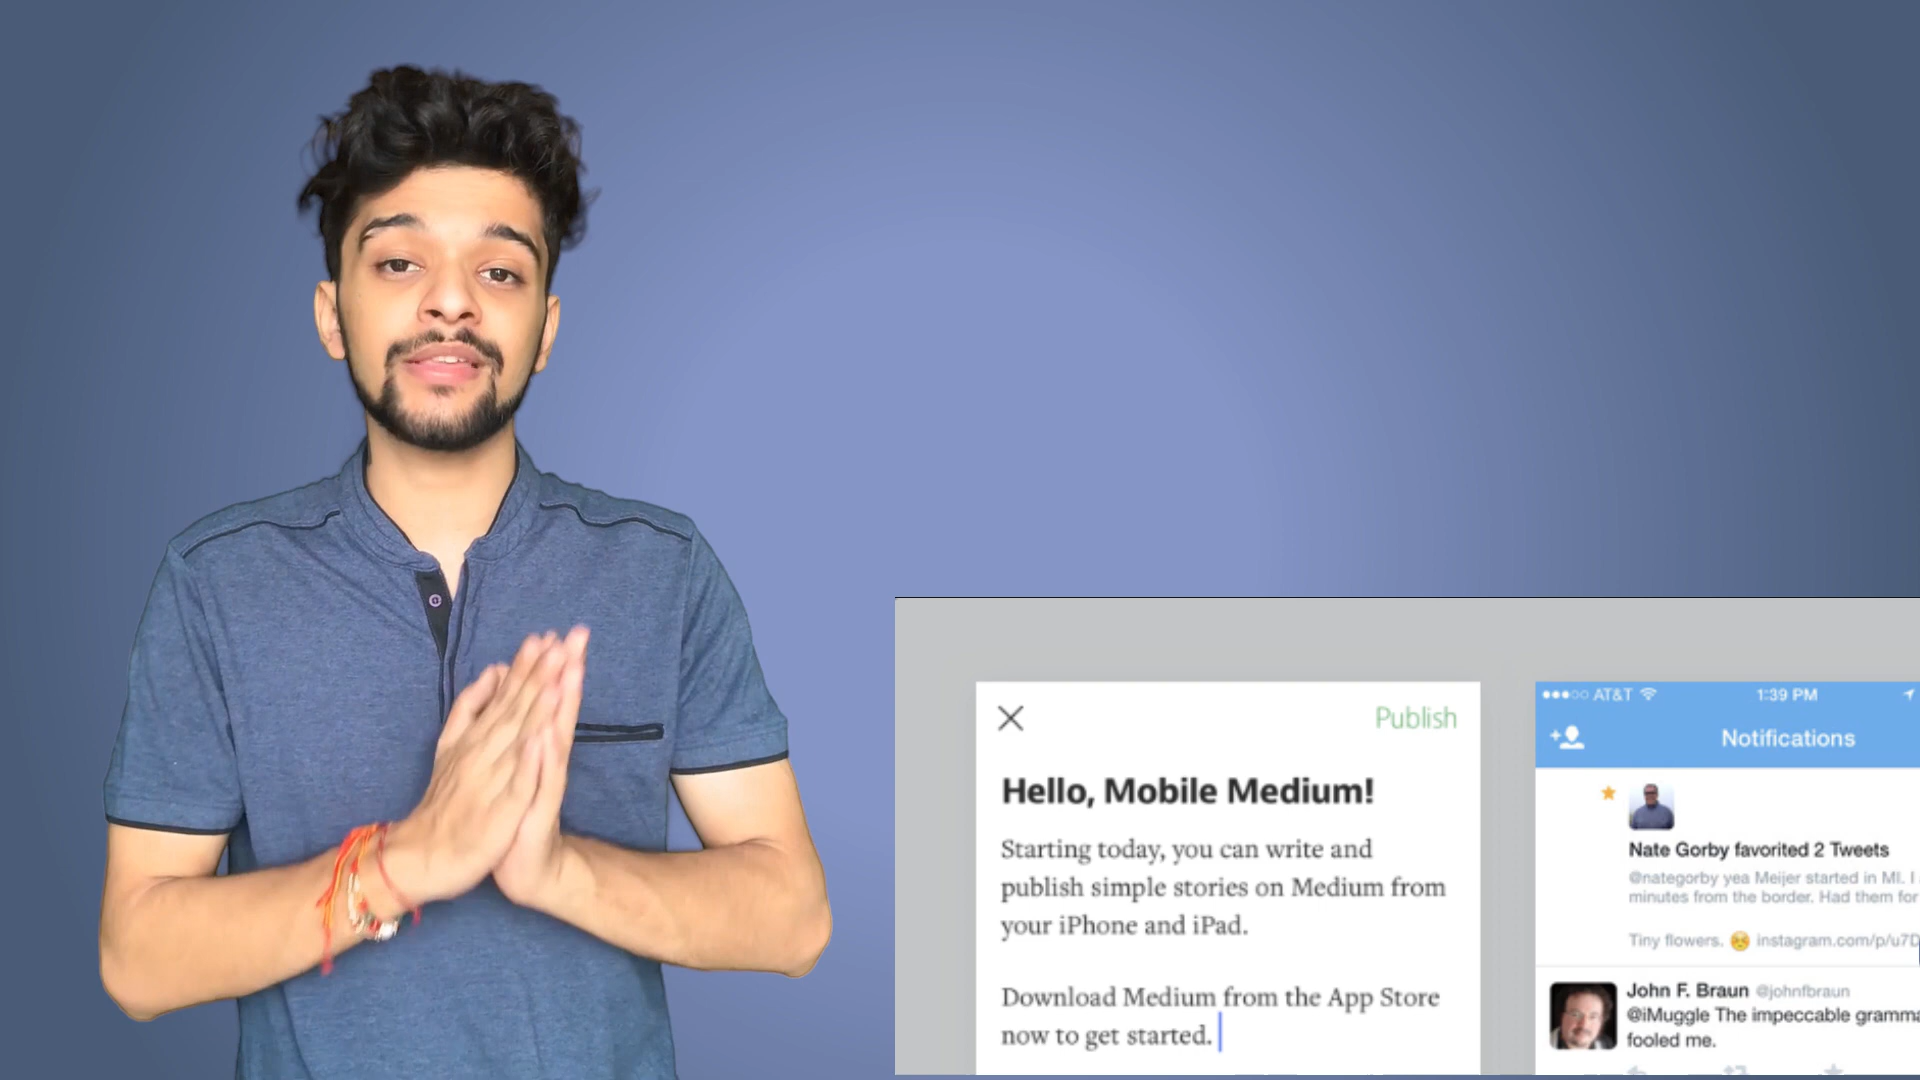 Publish
Hello, Mobile Medium!
Starting today, you can write and
publish simple stories on Medium from
your iPhone and iPad.
Download Medium from the App Store
now to get started.
AT&T
1:39 PM
Notifications
Nate Gorby favorited 2 Tweets
@nategorby yea Meijer started in MI. I
minutes from the border. Had them for
Tiny flowers. 😊 instagram.com/p/u7D
John F. Braun @johnfbraun
@iMuggle The impeccable gramma
fooled me.